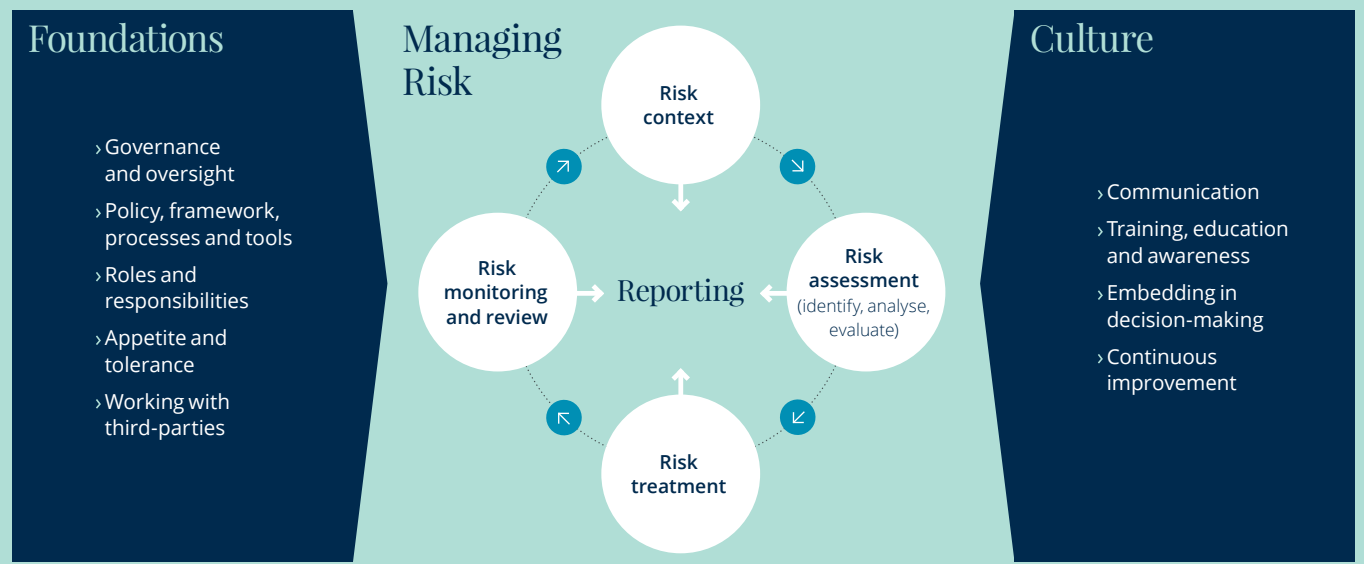 Foundations
› Governance
and oversight
› Policy, framework,
processes and tools
› Roles and
responsibilities
› Appetite and
tolerance
› Working with
third-parties
Managing
Risk
Risk
context
Risk
assessment
(identify, analyse,
evaluate)
Risk
treatment
Risk
monitoring
and review
Reporting
Culture
› Communication
› Training, education
and awareness
› Embedding in
decision-making
› Continuous
improvement